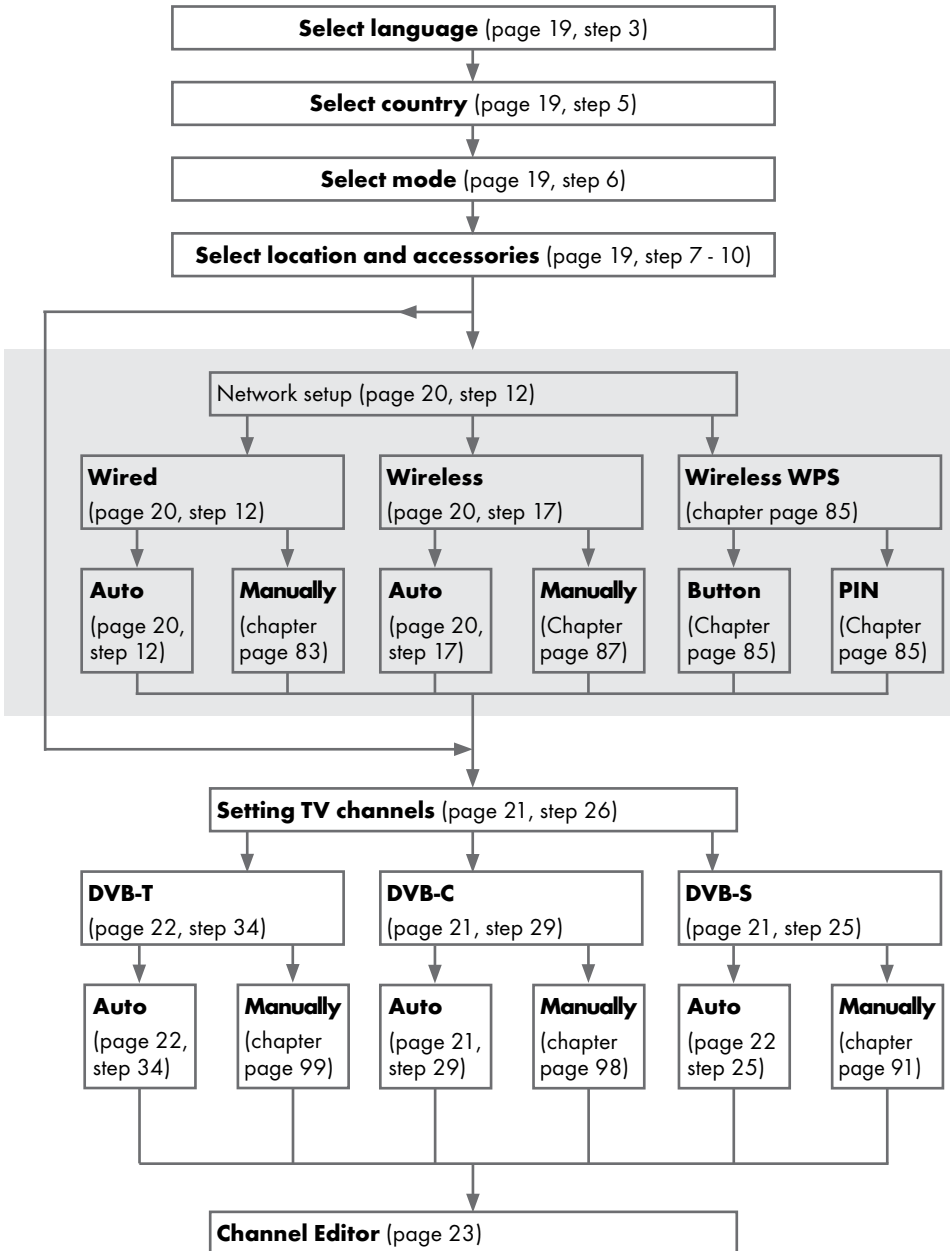 Select language (page 19, step 3)
Select country (page 19, step 5)
Select mode (page 19, step 6)
Select location and accessories (page 19, step 7 - 10)
Network setup (page 20, step 12)
Wired
(page 20, step 12)
Wireless
(page 20, step 17)
Wireless WPS
(chapter page 85)
Auto
(page 20,
step 12)
Manually
(chapter
page 83)
Auto
(page 20,
step 17)
Manually
(Chapter
page 87)
Button
(Chapter
page 85)
PIN
(Chapter
page 85)
Setting TV channels (page 21, step 26)
DVB-T
(page 22, step 34)
DVB-C
(page 21, step 29)
DVB-S
(page 21, step 25)
Auto
(page 22,
step 34)
Manually
(chapter
page 99)
Auto
(page 21,
step 29)
Manually
(chapter
page 98)
Auto
(page 22
step 25)
Manually
(chapter
page 91)
Channel Editor (page 23)